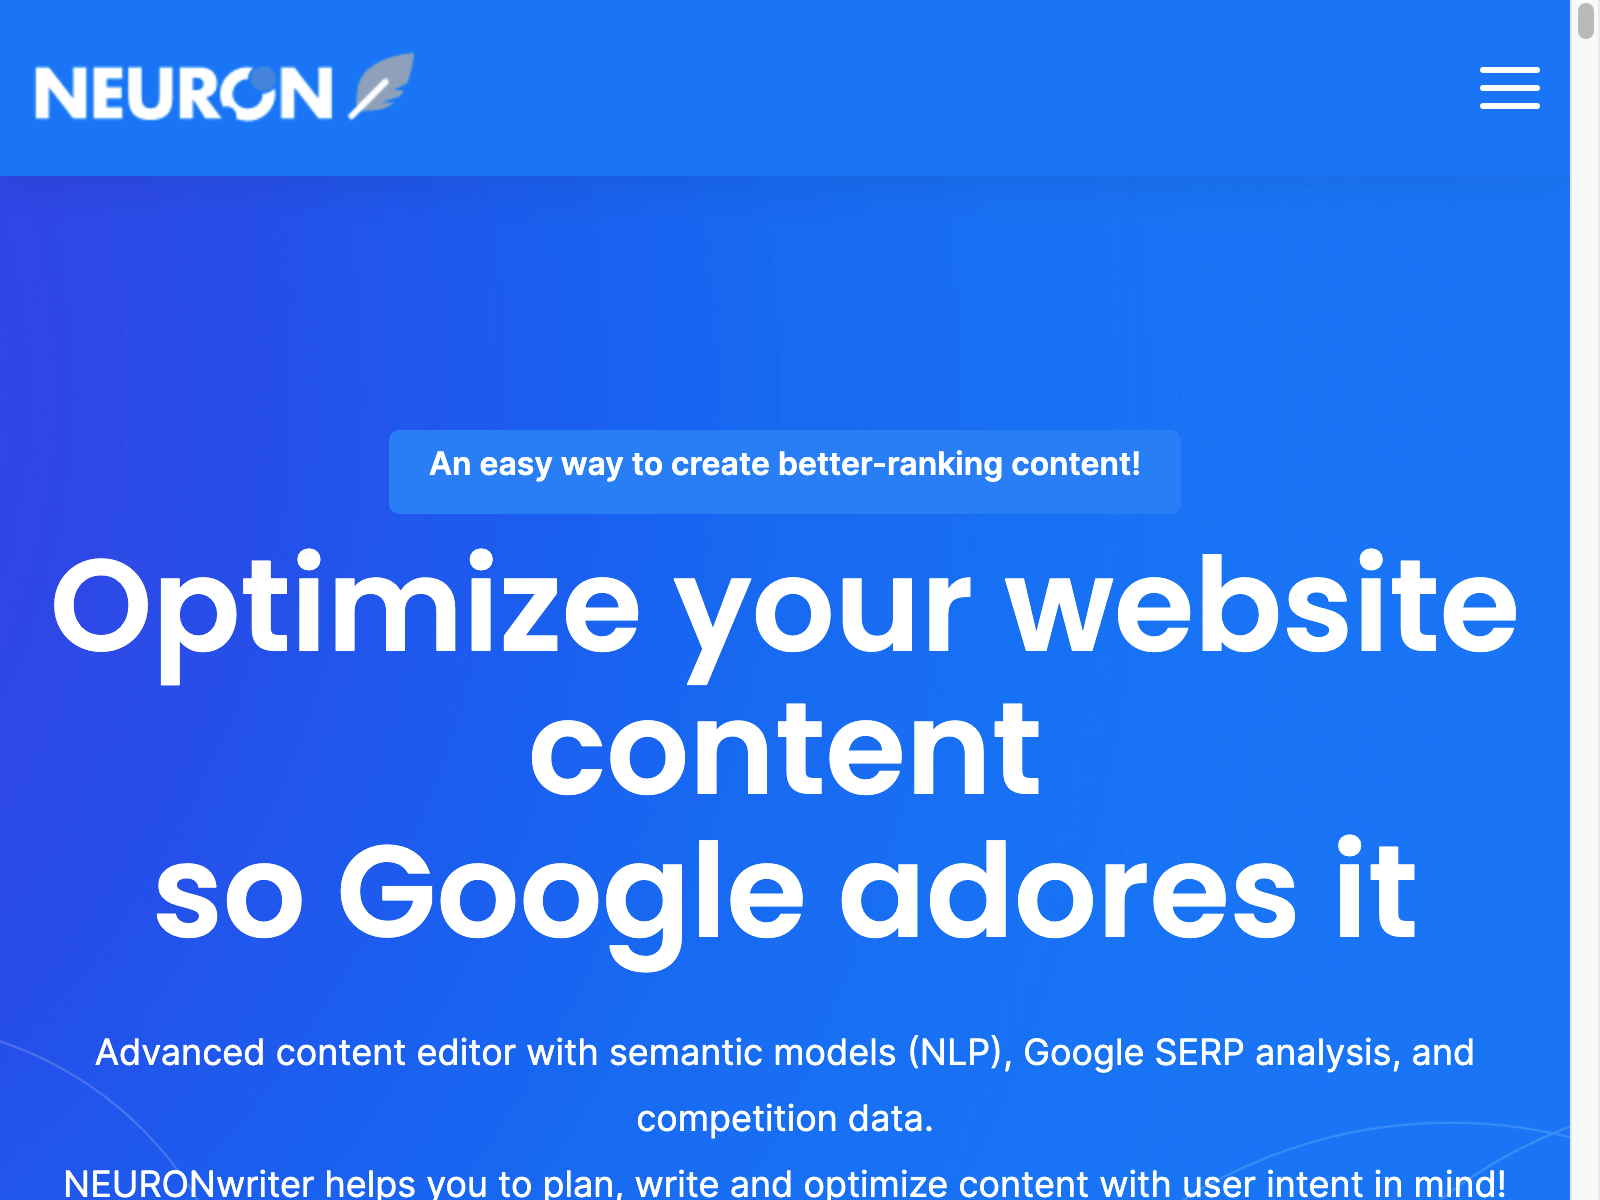 NEURON
An easy way to create better-ranking content!
Optimize your website
content
so Google adores it
Advanced content editor with semantic models (NLP), Google SERP analysis, and
competition data.
NEURONwriter helps you to plan, write and optimize content with user intent in mind!